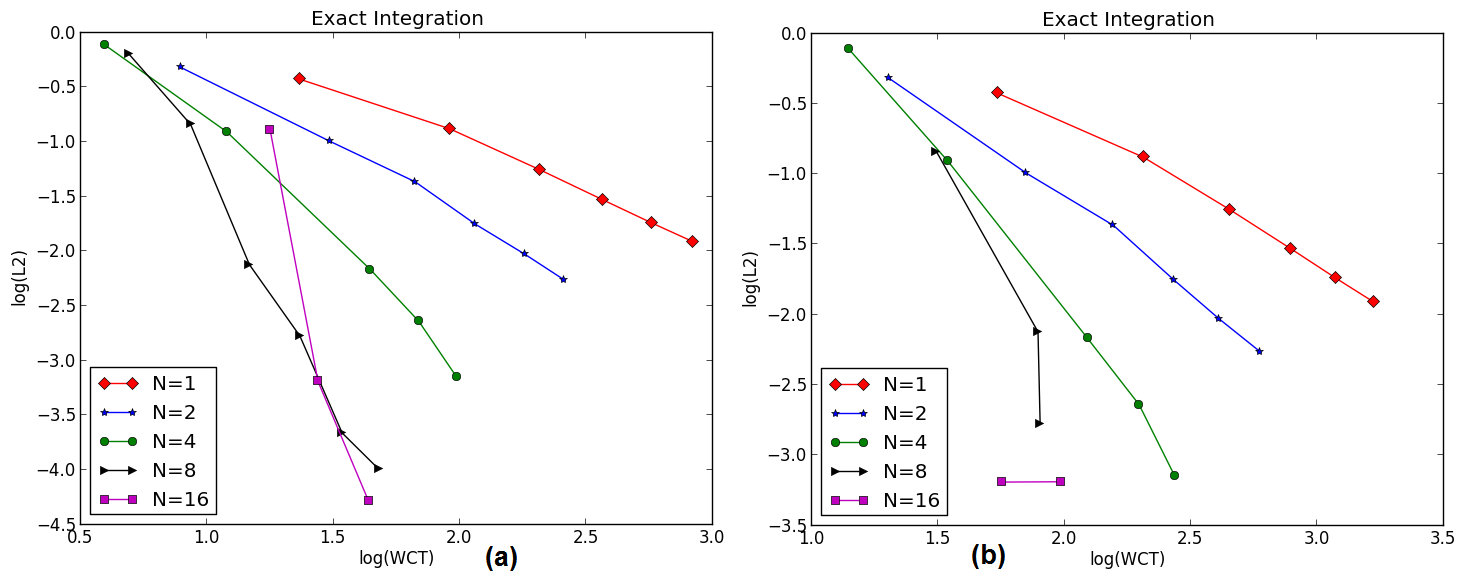 Exact Integration
0.0
−0.5
−1.0
−1.5
−2.0
−2.5
−3.0
−3.5
−4.0
−4.5
log(L2)
N=1
N=2
N=4
N=8
N=16
0.5 1.0 1.5 2.0 2.5 3.0
log(WCT)
(a)
Exact Integration
0.0
−0.5
−1.0
−1.5
−2.0
−2.5
−3.0
−3.5
log(L2)
N=1
N=2
N=4
N=8
N=16
1.0 1.5 2.0 2.5 3.0 3.5
log(WCT)
(b)